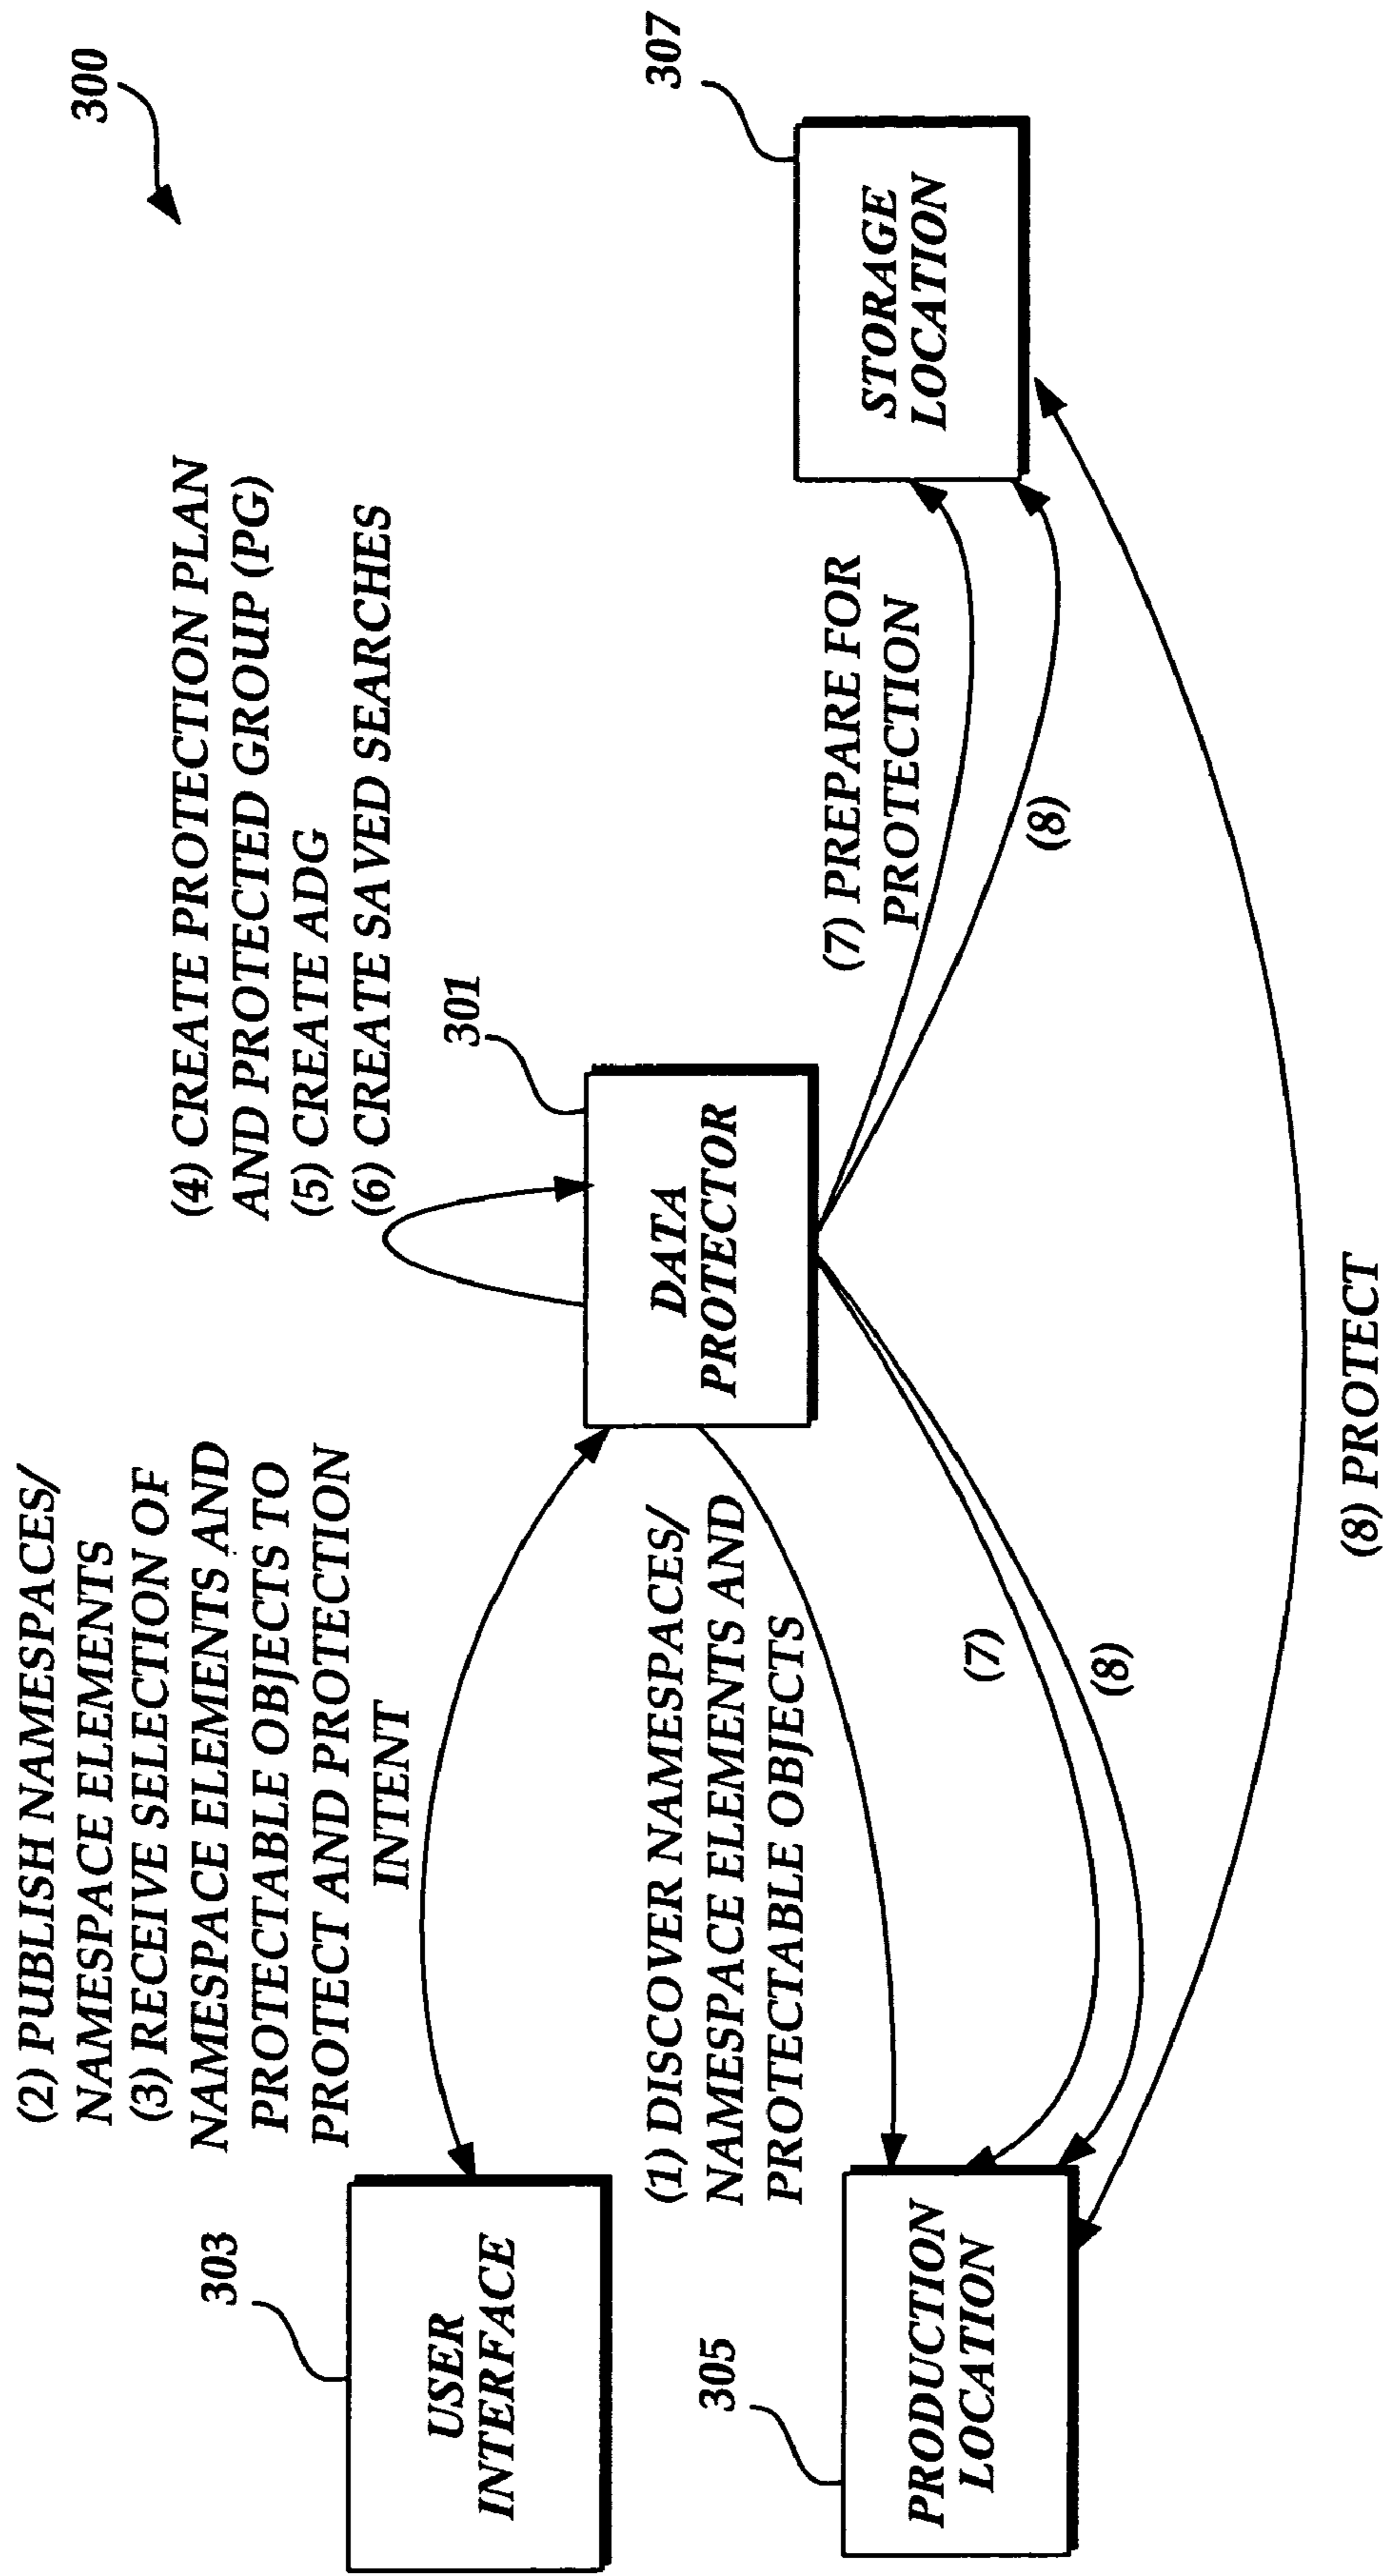 300
(2) PUBLISH NAMESPACES/
NAMESPACE ELEMENTS
(3) RECEIVE SELECTION OF
NAMESPACE ELEMENTS AND
PROTECTABLE OBJECTS TO
PROTECT AND PROTECTION
INTENT
(4) CREATE PROTECTION PLAN
AND PROTECTED GROUP (PG)
(5) CREATE ADG
(6) CREATE SAVED SEARCHES
303
USER
INTERFACE
301
DATA
PROTECTOR
307
STORAGE
LOCATION
(1) DISCOVER NAMESPACES/
NAMESPACE ELEMENTS AND
PROTECTABLE OBJECTS
305
PRODUCTION
LOCATION
(7) PREPARE FOR
PROTECTION
(8)
(7)
(8)
(8) PROTECT